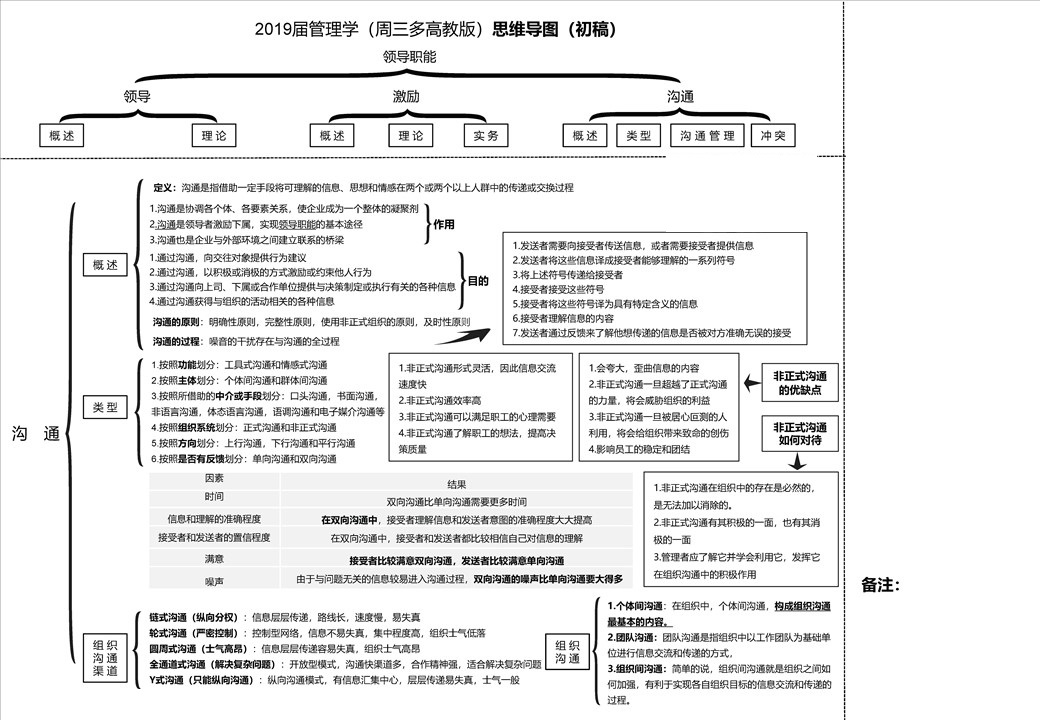 2019届管理学（周三多高教版）思维导图（初稿）
领导职能
领导
激励
沟通
概述
理论
概述
理论
实务
概述
类型
沟通管理
冲突
沟 通
概述
定义：沟通是指借助一定手段将可理解的信息、思想和情感在两个或两个以上人群中的传递或交换过程
1.沟通是协调各个体、各要素关系，使企业成为一个整体的凝聚剂
2.沟通是领导者激励下属，实现领导职能的基本途径
3.沟通也是企业与外部环境之间建立联系的桥梁
作用
1.通过沟通，向交往对象提供行为建议
2.通过沟通，以积极或消极的方式激励或约束他人行为
3.通过沟通向上司、下属或合作单位提供与决策制定或执行有关的各种信息
4.通过沟通获得与组织的活动相关的各种信息
目的
沟通的原则：明确性原则，完整性原则，使用非正式组织的原则，及时性原则
沟通的过程：噪音的干扰存在与沟通的全过程
1.发送者需要向接受者传送信息，或者需要接受者提供信息
2.发送者将这些信息译成接受者能够理解的一系列符号
3.将上述符号传递给接受者
4.接受者接受这些符号
5.接受者将这些符号译为具有特定含义的信息
6.接受者理解信息的内容
7.发送者通过反馈来了解他想传递的信息是否被对方准确无误的接受
类型
1.按照功能划分：工具式沟通和情感式沟通
2.按照主体划分：个体间沟通和群体间沟通
3.按照所借助的中介或手段划分：口头沟通，书面沟通，
非语言沟通，体态语言沟通，语调沟通和电子媒介沟通等
4.按照组织系统划分：正式沟通和非正式沟通
5.按照方向划分：上行沟通，下行沟通和平行沟通
6.按照是否有反馈划分：单向沟通和双向沟通
1.非正式沟通形式灵活，因此信息交流
速度快
2.非正式沟通效率高
3.非正式沟通可以满足职工的心理需要
4.非正式沟通了解职工的想法，提高决
策质量
1.会夸大，歪曲信息的内容
2.非正式沟通一旦超越了正式沟通
的力量，将会威胁组织的利益
3.非正式沟通一旦被居心叵测的人
利用，将会给组织带来致命的创伤
4.影响员工的稳定和团结
非正式沟通
的优缺点
非正式沟通
如何对待
1.非正式沟通在组织中的存在是必然的，
是无法加以消除的。
2.非正式沟通有其积极的一面，也有其消
极的一面
3.管理者应了解它并学会利用它，发挥它
在组织沟通中的积极作用
因素
结果
时间
双向沟通比单向沟通需要更多时间
信息和理解的准确程度
在双向沟通中，接受者理解信息和发送者意图的准确程度大大提高
接受者和发送者的置信程度
在双向沟通中，接受者和发送者都比较相信自己对信息的理解
满意
接受者比较满意双向沟通，发送者比较满意单向沟通
噪声
由于与问题无关的信息较易进入沟通过程，双向沟通的噪声比单向沟通要大得多
备注：
组织
沟通
渠道
链式沟通（纵向分权）：信息层层传递，路线长，速度慢，易失真
轮式沟通（严密控制）：控制型网络，信息不易失真，集中程度高，组织士气低落
圆周式沟通（士气高昂）：信息层层传递容易失真，组织士气高昂
全通道式沟通（解决复杂问题）：开放型模式，沟通快渠道多，合作精神强，适合解决复杂问题
Y式沟通（只能纵向沟通）：纵向沟通模式，有信息汇集中心，层层传递易失真，士气一般
组织
沟通
1.个体间沟通：在组织中，个体间沟通，构成组织沟通
最基本的内容。
2.团队沟通：团队沟通是指组织中以工作团队为基础单
位进行信息交流和传递的方式，
3.组织间沟通：简单的说，组织间沟通就是组织之间如
何加强，有利于实现各自组织目标的信息交流和传递的
过程。